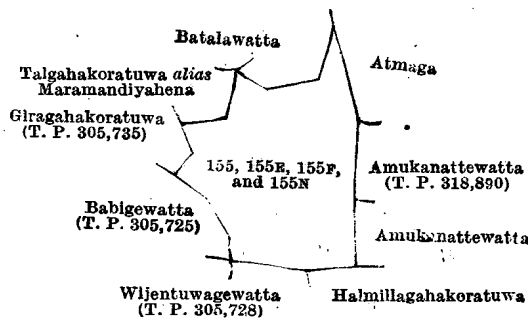 Batalawatta
Atmaga
Talgahakoratuwa alias
Maramandiyahena
Giragahakoratuwa
(T. P. 305,735)
155, 155E, 155F,
and 155N
Amukanattewatta
(T. P. 318,890)
Babigewatta
(T. P. 305,725)
Amukanattewatta
Wijentuwagewatta
(T. P. 305,728)
Halmillagahakoratuwa